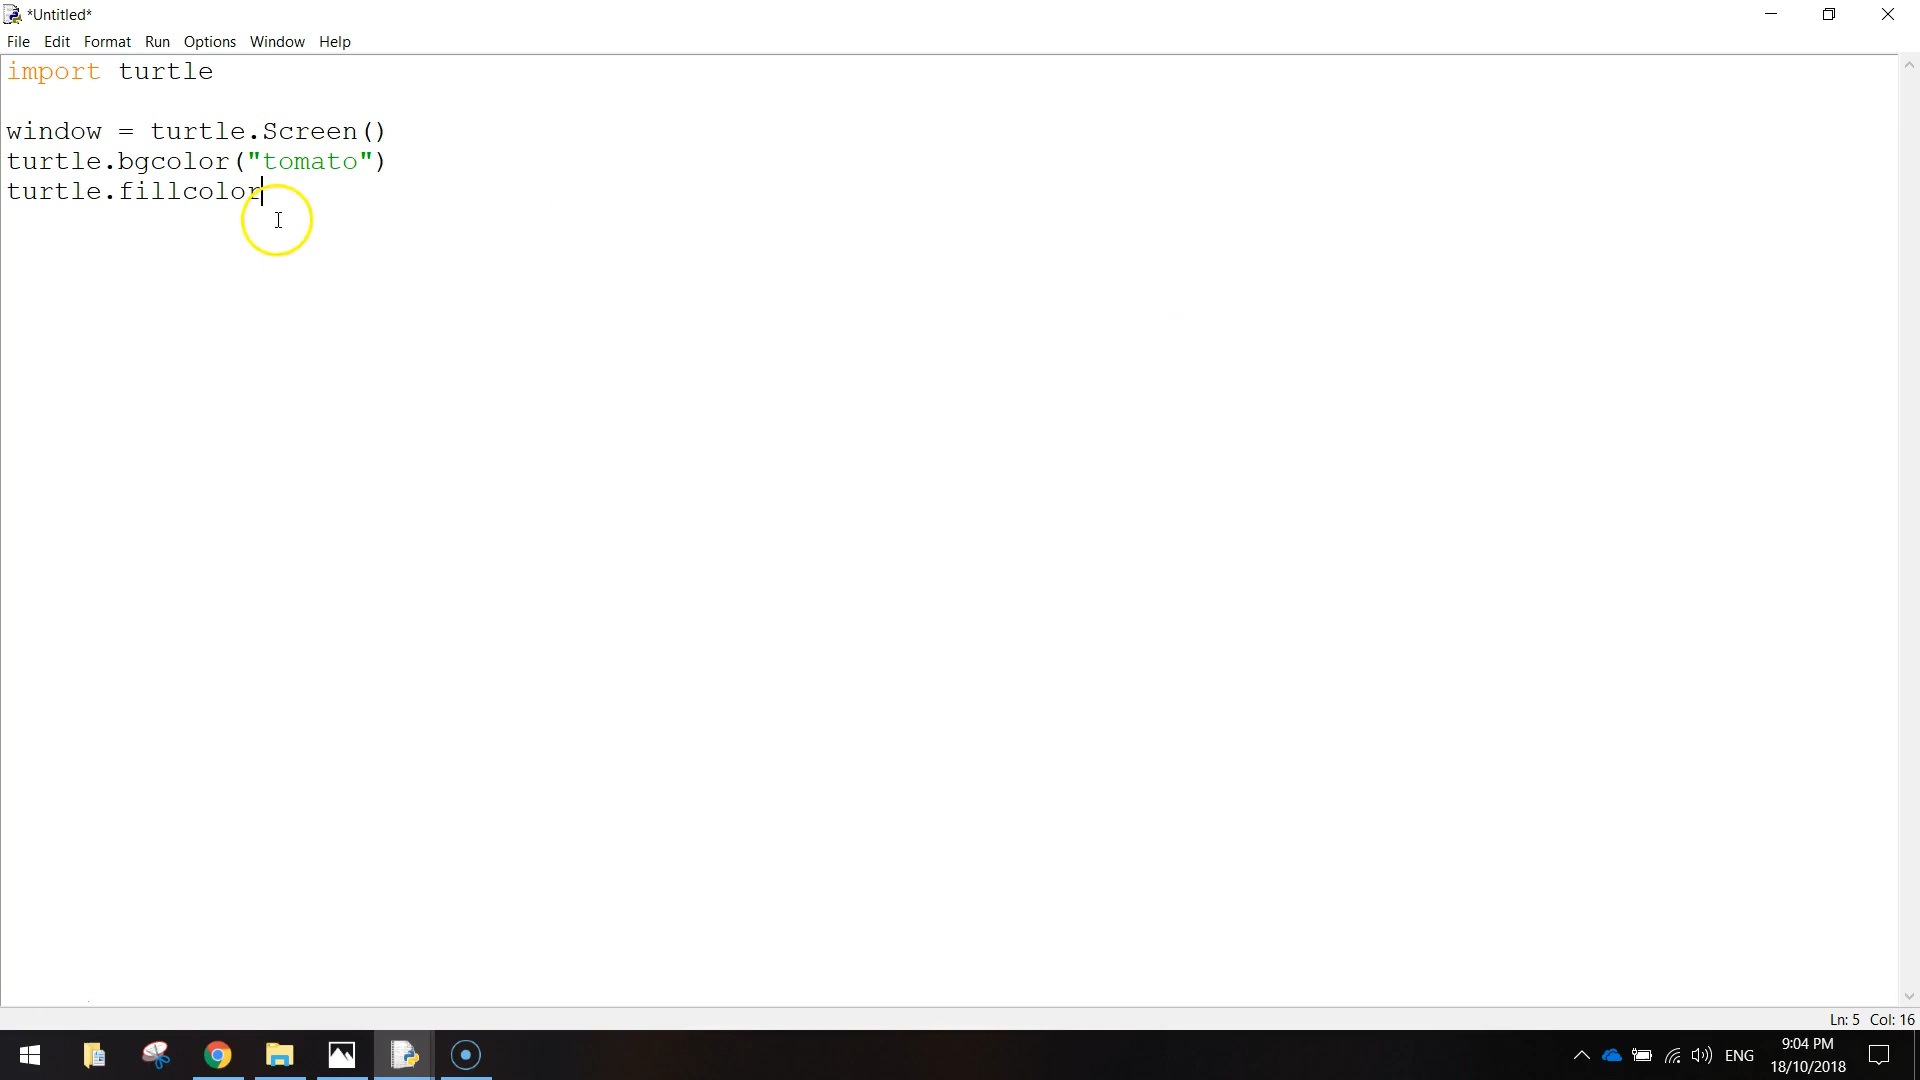 *Untitled*
File Edit Format Run Options Window Help
import turtle
window = turtle.Screen()
turtle.bgcolor("tomato")
turtle.fillcolor
Ln: 5 Col: 16
ENG
9:04 PM
18/10/2018